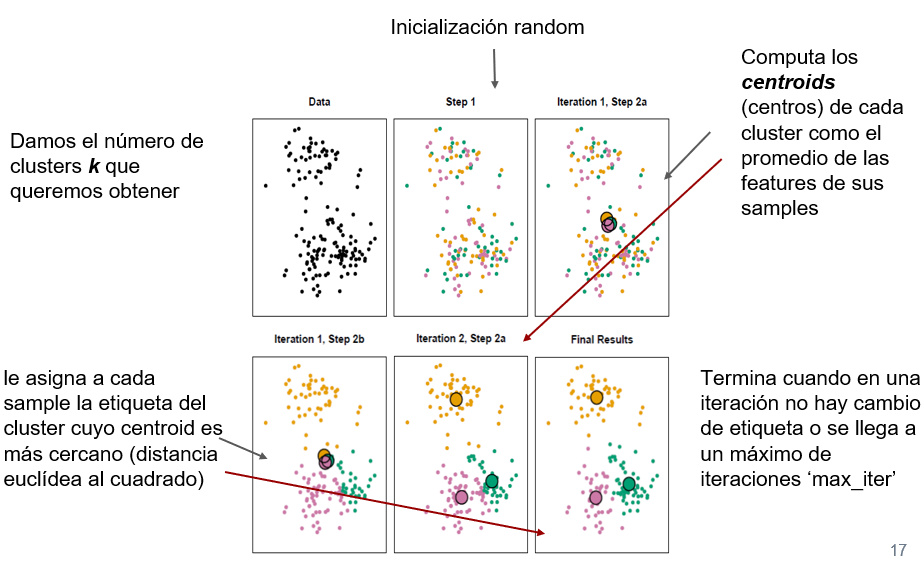 Inicialización random
Computa los
centroids
(centros) de cada
cluster como el
promedio de las
features de sus
samples
Data
Step 1
Iteration 1, Step 2a
Damos el número de
clusters k que
queremos obtener
Iteration 1, Step 2b
Iteration 2, Step 2a
Final Results
le asigna a cada
sample la etiqueta del
cluster cuyo centroid es
más cercano (distancia
euclídea al cuadrado)
Termina cuando en una
iteración no hay cambio
de etiqueta o se llega a
un máximo de
iteraciones ‘max_iter’
17